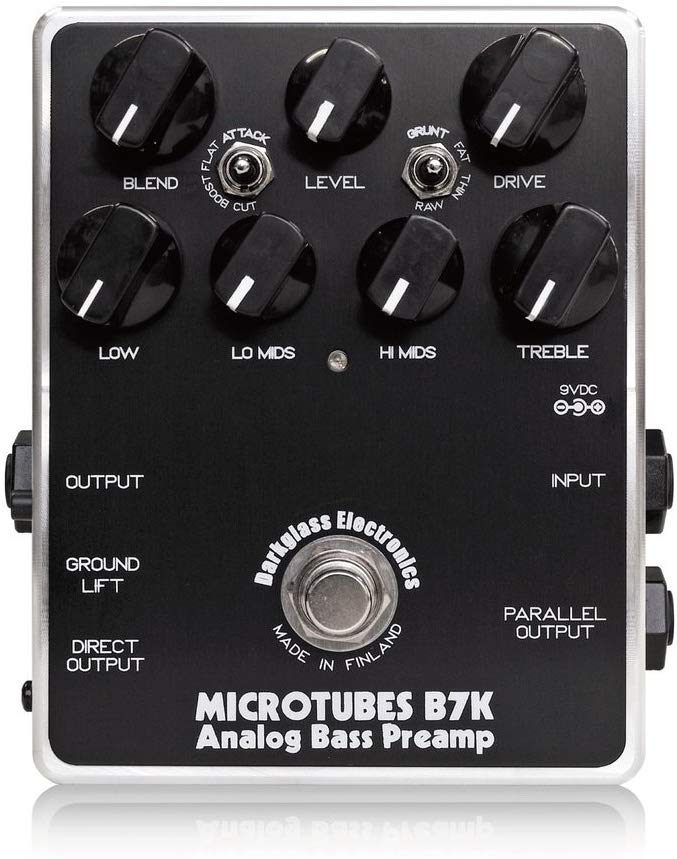 ATTACK
FLAT
BOOST
CUT
GRUNT
FAT
THIN
RAW
BLEND
LEVEL
DRIVE
LOW
LO MIDS
HI MIDS
TREBLE
9VDC
OUTPUT
INPUT
GROUND
LIFT
DIRECT
OUTPUT
PARALLEL
OUTPUT
Darkglass Electronics
MADE IN FINLAND
MICROTUBES B7K
Analog Bass Preamp